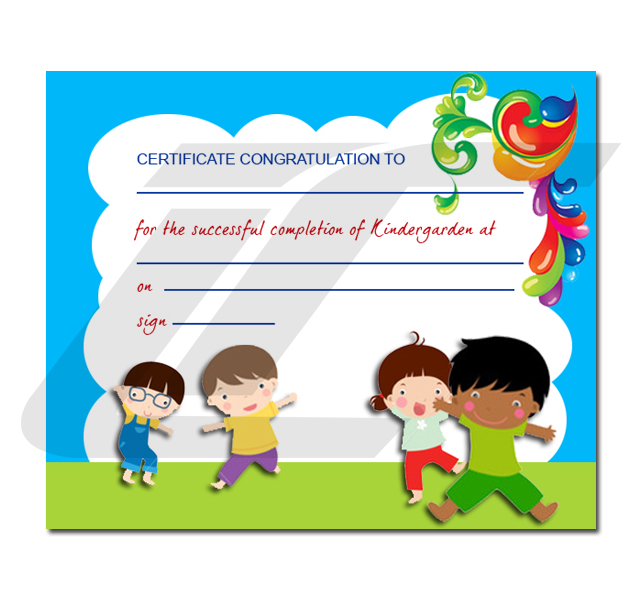 CERTIFICATE CONGRATULATION TO
for the successful completion of Kindergarden at
on
sign